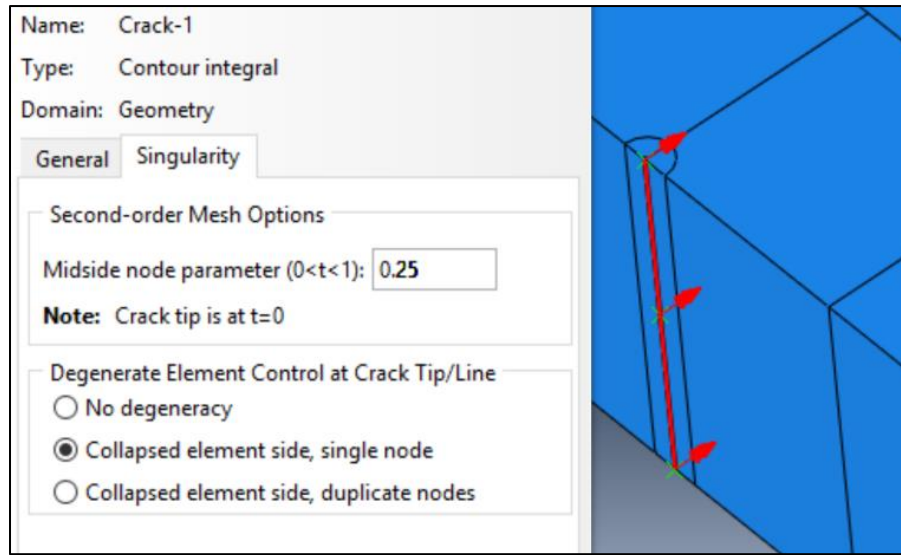 Name: Crack-1
Type: Contour integral
Domain: Geometry
General Singularity
Second-order Mesh Options
Midside node parameter (0<t<1): 0.25
Note: Crack tip is at t=0
Degenerate Element Control at Crack Tip/Line
No degeneracy
Collapsed element side, single node
Collapsed element side, duplicate nodes